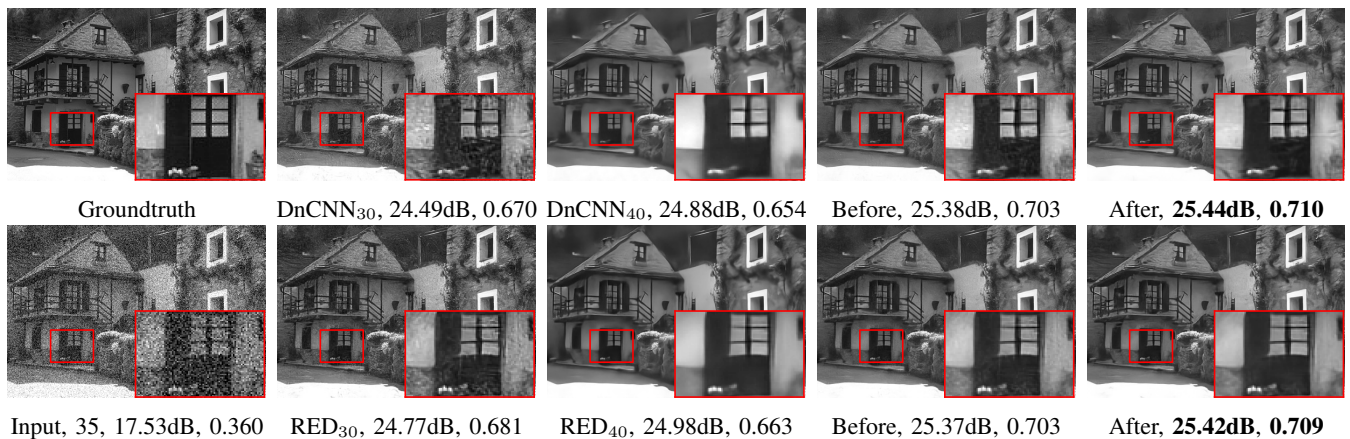 Groundtruth DnCNN₃₀, 24.49dB, 0.670 DnCNN₄₀, 24.88dB, 0.654 Before, 25.38dB, 0.703 After, 25.44dB, 0.710
Input, 35, 17.53dB, 0.360 RED₃₀, 24.77dB, 0.681 RED₄₀, 24.98dB, 0.663 Before, 25.37dB, 0.703 After, 25.42dB, 0.709